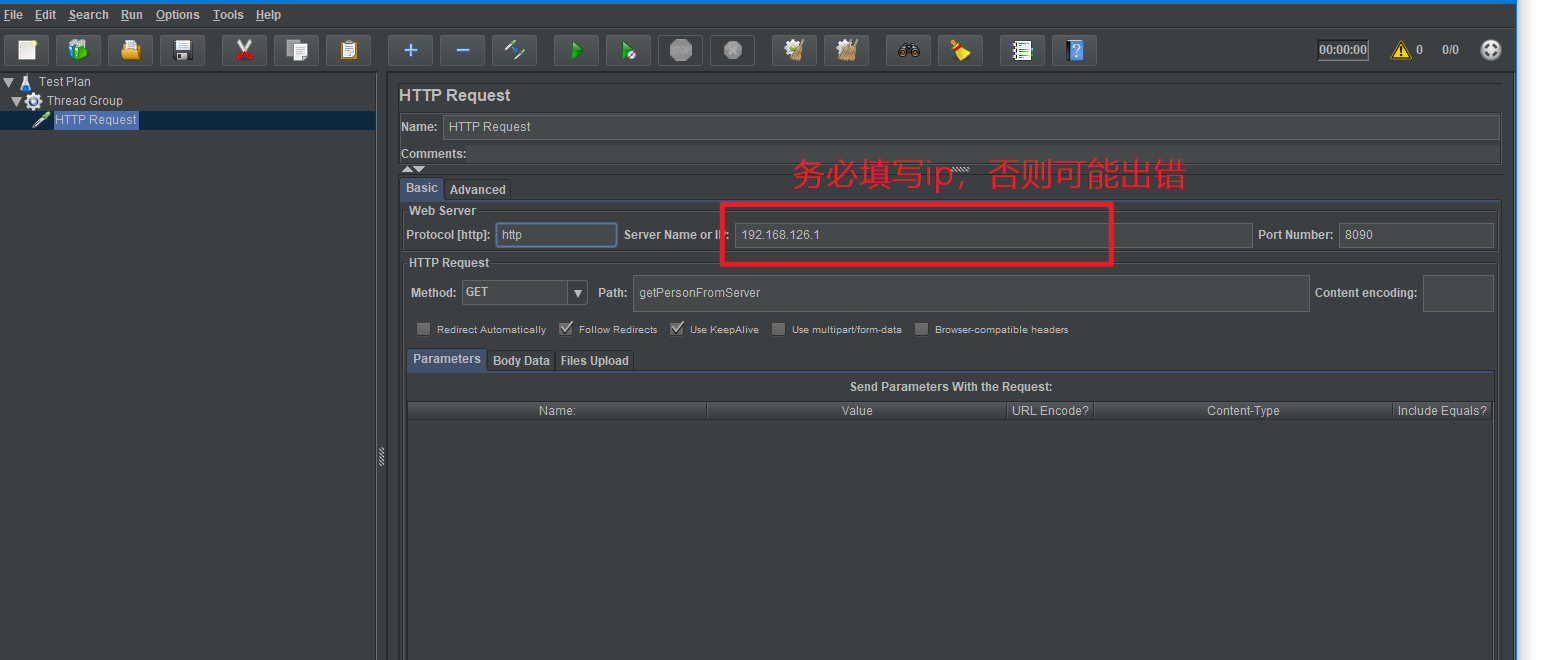 File Edit Search Run Options Tools Help
STOP 00:00:00 0 0/0
Test Plan
Thread Group
HTTP Request
HTTP Request
Name: HTTP Request
Comments:
务必填写ip，否则可能出错
Basic Advanced
Web Server
Protocol [http]: http Server Name or IP: 192.168.126.1 Port Number: 8090
HTTP Request
Method: GET Path: getPersonFromServer Content encoding:
Redirect Automatically Follow Redirects Use KeepAlive Use multipart/form-data Browser-compatible headers
Parameters Body Data Files Upload
Send Parameters With the Request:
Name: Value URL Encode? Content-Type Include Equals?